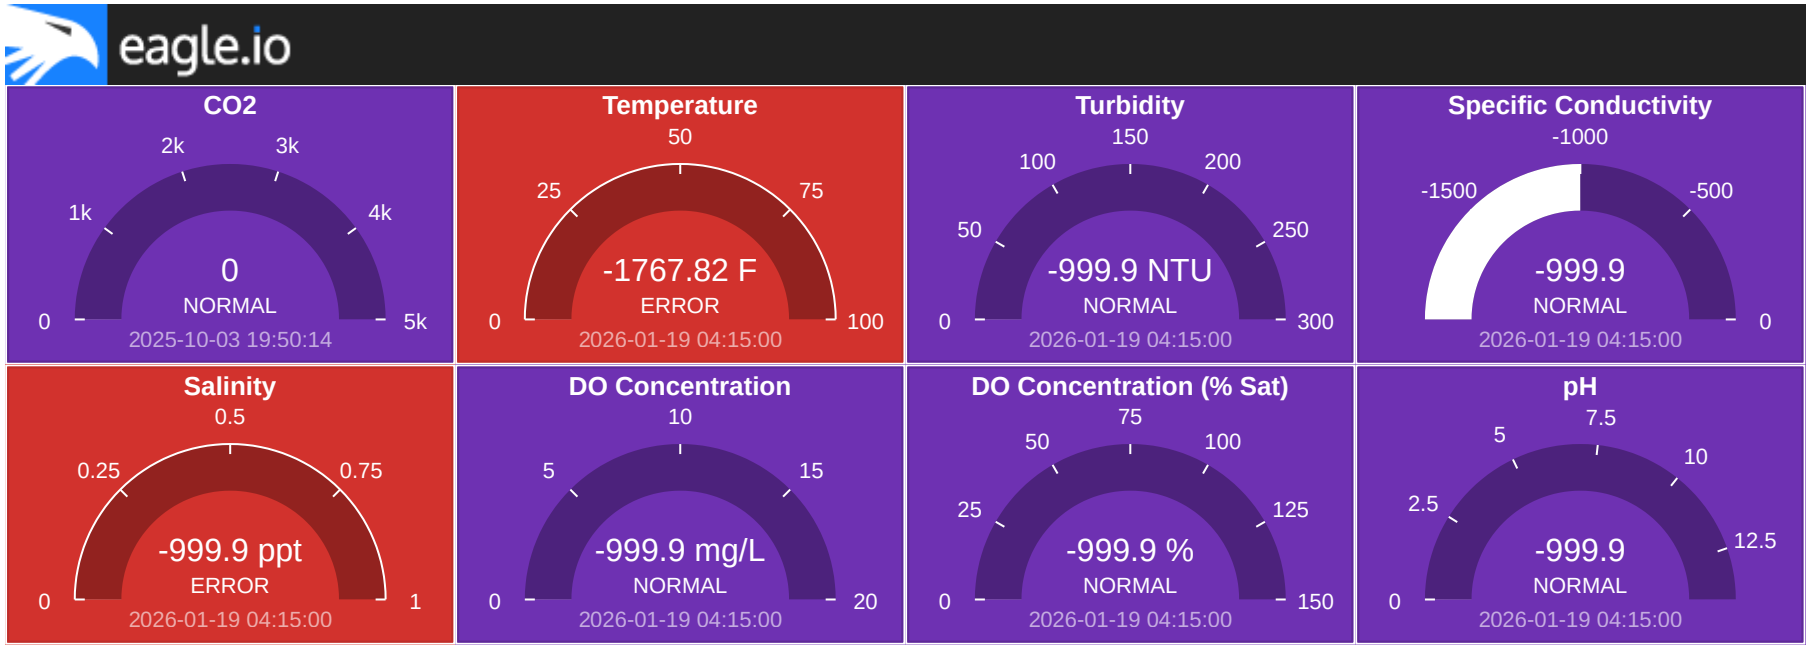 eagle.io
CO2
2k
3k
1k
4k
0
NORMAL
0
5k
2025-10-03 19:50:14
Temperature
50
25
75
-1767.82 F
ERROR
0
100
2026-01-19 04:15:00
Turbidity
150
100
200
50
250
-999.9 NTU
NORMAL
0
300
2026-01-19 04:15:00
Specific Conductivity
-1000
-1500
-500
-999.9
NORMAL
0
2026-01-19 04:15:00
Salinity
0.5
0.25
0.75
-999.9 ppt
ERROR
0
1
2026-01-19 04:15:00
DO Concentration
10
5
15
-999.9 mg/L
NORMAL
0
20
2026-01-19 04:15:00
DO Concentration (% Sat)
75
50
100
25
125
-999.9 %
NORMAL
0
150
2026-01-19 04:15:00
pH
7.5
5
10
2.5
12.5
-999.9
NORMAL
0
2026-01-19 04:15:00